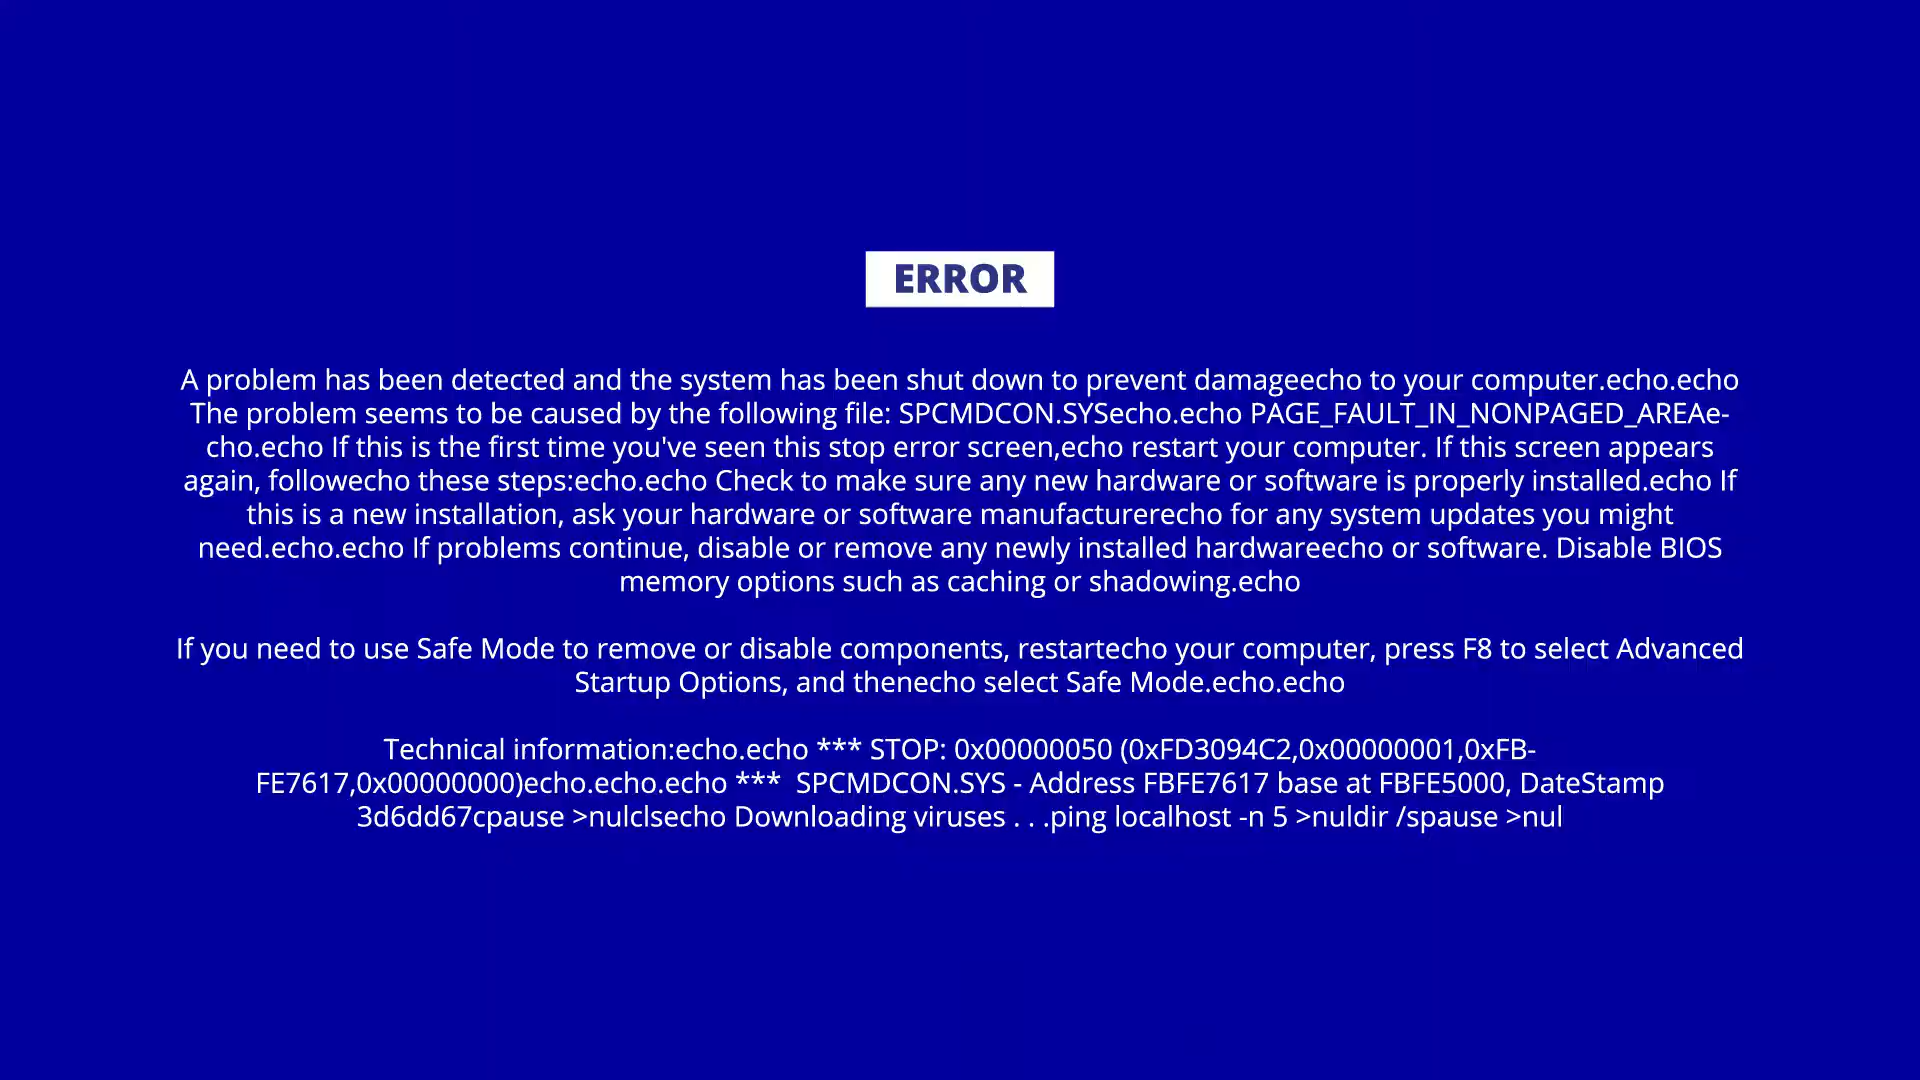 ERROR
A problem has been detected and the system has been shut down to prevent damageecho to your computer.echo.echo
The problem seems to be caused by the following file: SPCMDCON.SYSecho.echo PAGE_FAULT_IN_NONPAGED_AREAe-
cho.echo If this is the first time you've seen this stop error screen,echo restart your computer. If this screen appears
again, followecho these steps:echo.echo Check to make sure any new hardware or software is properly installed.echo If
this is a new installation, ask your hardware or software manufacturerecho for any system updates you might
need.echo.echo If problems continue, disable or remove any newly installed hardwareecho or software. Disable BIOS
memory options such as caching or shadowing.echo
If you need to use Safe Mode to remove or disable components, restartecho your computer, press F8 to select Advanced
Startup Options, and thenecho select Safe Mode.echo.echo
Technical information:echo.echo *** STOP: 0x00000050 (0xFD3094C2,0x00000001,0xFB-
FE7617,0x00000000)echo.echo.echo ***  SPCMDCON.SYS - Address FBFE7617 base at FBFE5000, DateStamp
3d6dd67cpause >nulclsecho Downloading viruses . . .ping localhost -n 5 >nuldir /spause >nul